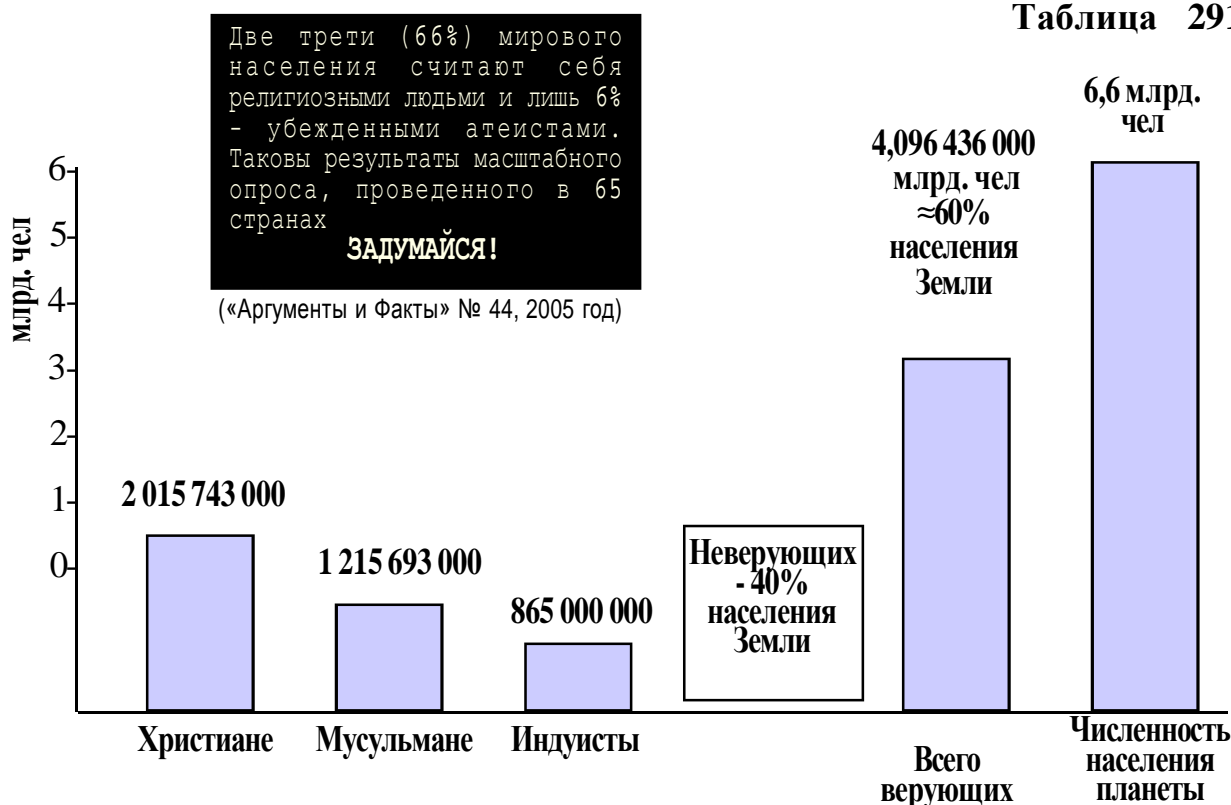 Таблица 291
Две трети (66%) мирового
населения считают себя
религиозными людьми и лишь 6%
- убежденными атеистами.
Таковы результаты масштабного
опроса, проведенного в 65
странах
ЗАДУМАЙСЯ!
(«Аргументы и Факты» № 44, 2005 год)
млрд. чел
6
5
4
3
2
1
0
2 015 743 000
1 215 693 000
865 000 000
Неверующих
- 40%
населения
Земли
4,096 436 000
млрд. чел
≈60%
населения
Земли
6,6 млрд.
чел
Христиане
Мусульмане
Индуисты
Всего
верующих
Численность
населения
планеты